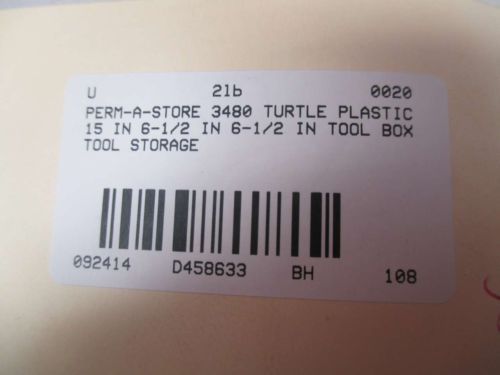 U 2lb 0020
PERM-A-STORE 3480 TURTLE PLASTIC
15 IN 6-1/2 IN 6-1/2 IN TOOL BOX
TOOL STORAGE
092414 D458633 BH 108